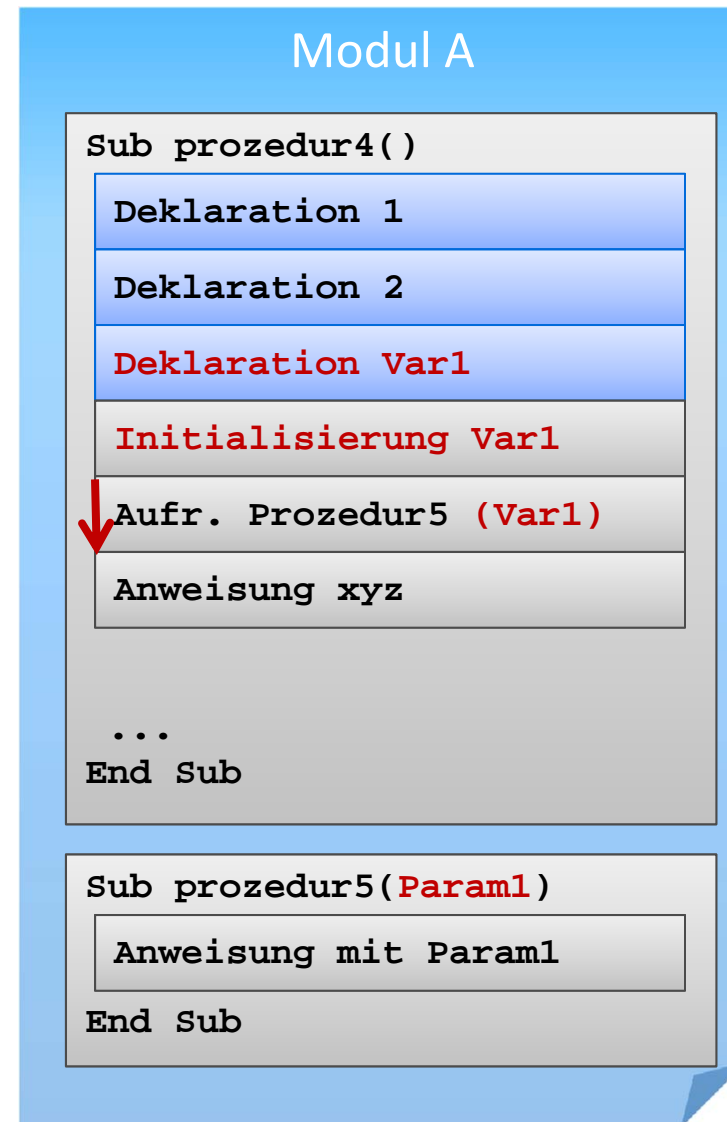 Modul A
Sub prozedur4()
Deklaration 1
Deklaration 2
Deklaration Var1
Initialisierung Var1
Aufr. Prozedur5 (Var1)
Anweisung xyz
...
End Sub
Sub prozedur5(Param1)
Anweisung mit Param1
End Sub